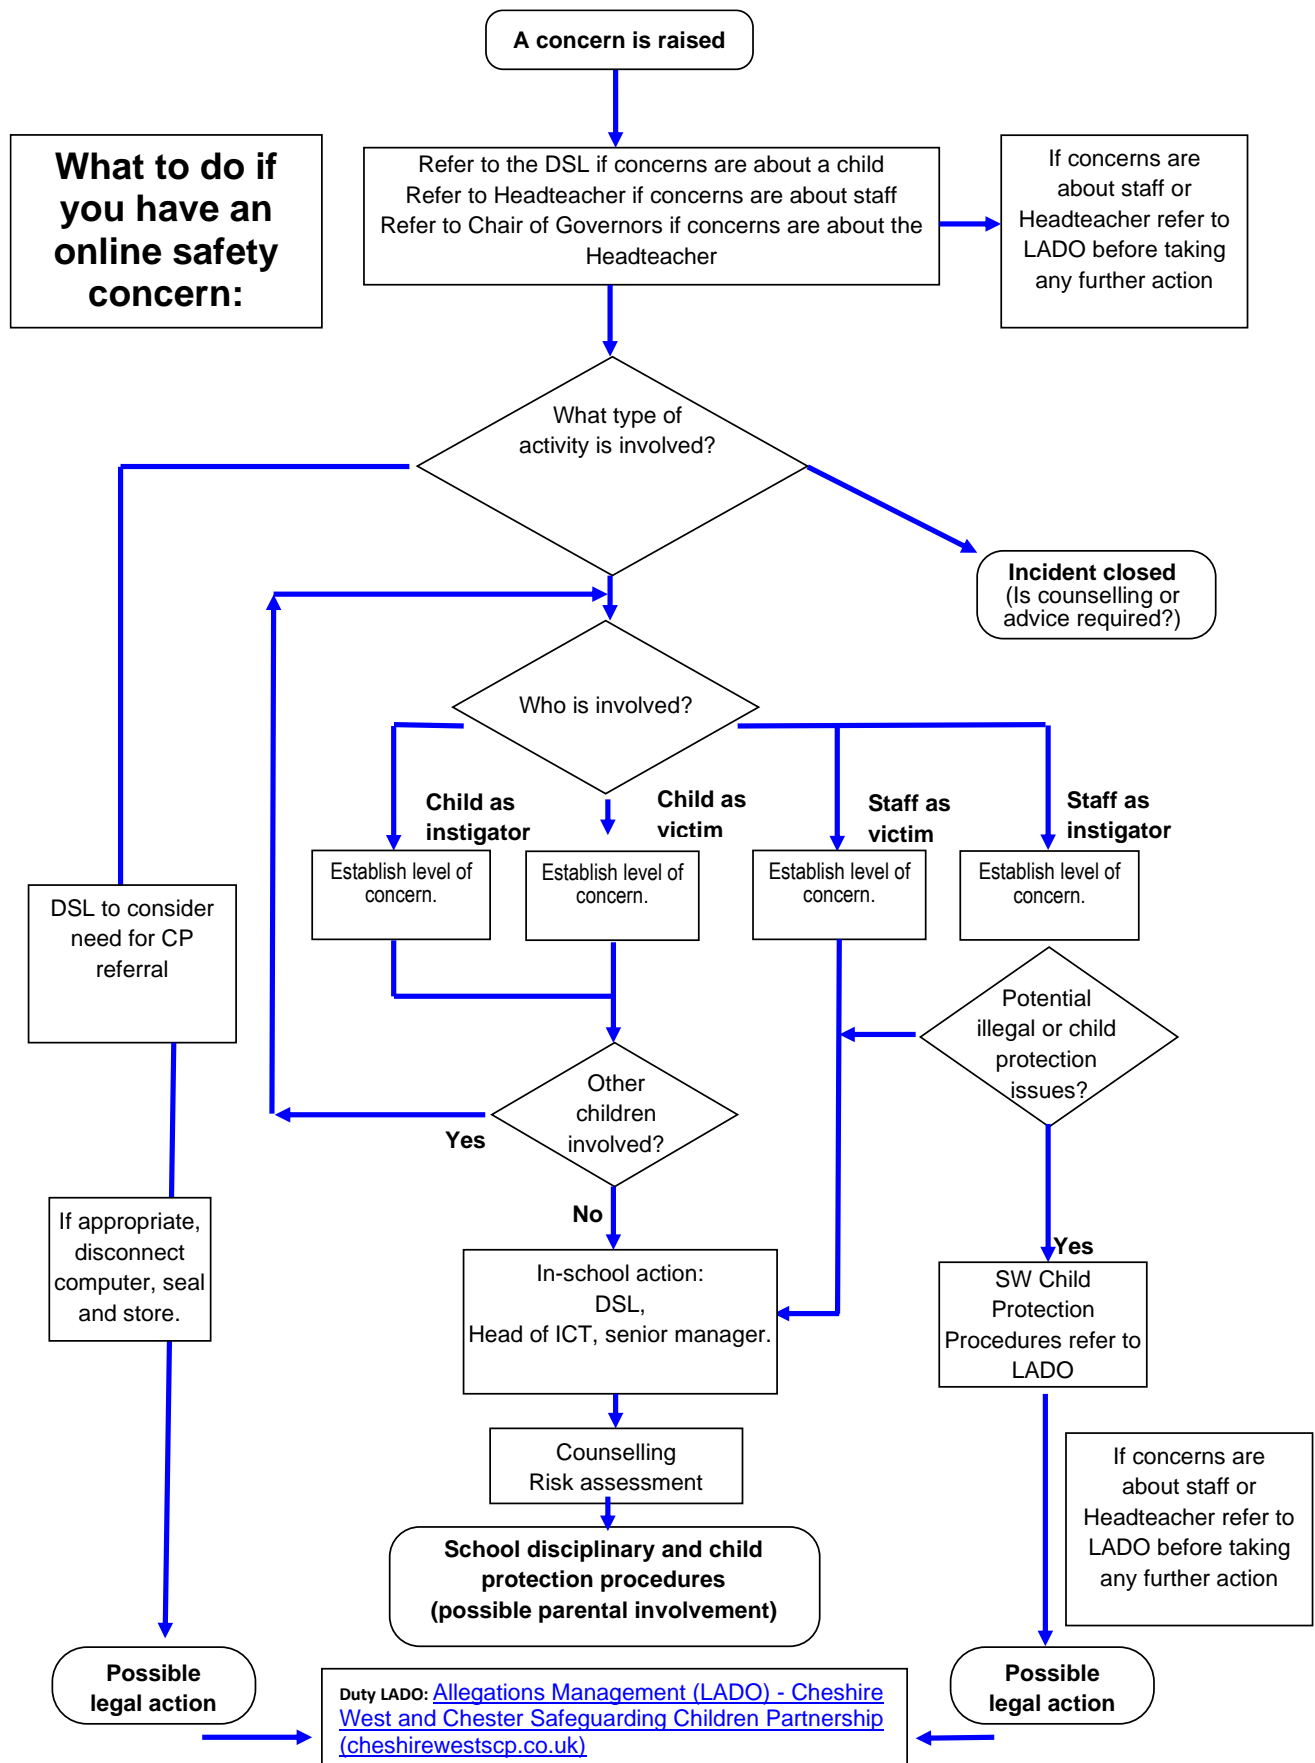 A concern is raised
What to do if
you have an
online safety
concern:
Refer to the DSL if concerns are about a child
Refer to Headteacher if concerns are about staff
Refer to Chair of Governors if concerns are about the
Headteacher
If concerns are
about staff or
Headteacher refer to
LADO before taking
any further action
What type of
activity is involved?
Incident closed
(Is counselling or
advice required?)
Who is involved?
Child as
instigator
Child as
victim
Staff as
victim
Staff as
instigator
Establish level of
concern.
Establish level of
concern.
Establish level of
concern.
Establish level of
concern.
DSL to consider
need for CP
referral
Potential
illegal or child
protection
issues?
Other
children
involved?
Yes
No
If appropriate,
disconnect
computer, seal
and store.
In-school action:
DSL,
Head of ICT, senior manager.
Yes
SW Child
Protection
Procedures refer to
LADO
Counselling
Risk assessment
If concerns are
about staff or
Headteacher refer to
LADO before taking
any further action
School disciplinary and child
protection procedures
(possible parental involvement)
Possible
legal action
Duty LADO: Allegations Management (LADO) - Cheshire
West and Chester Safeguarding Children Partnership
(cheshirewestscp.co.uk)
Possible
legal action